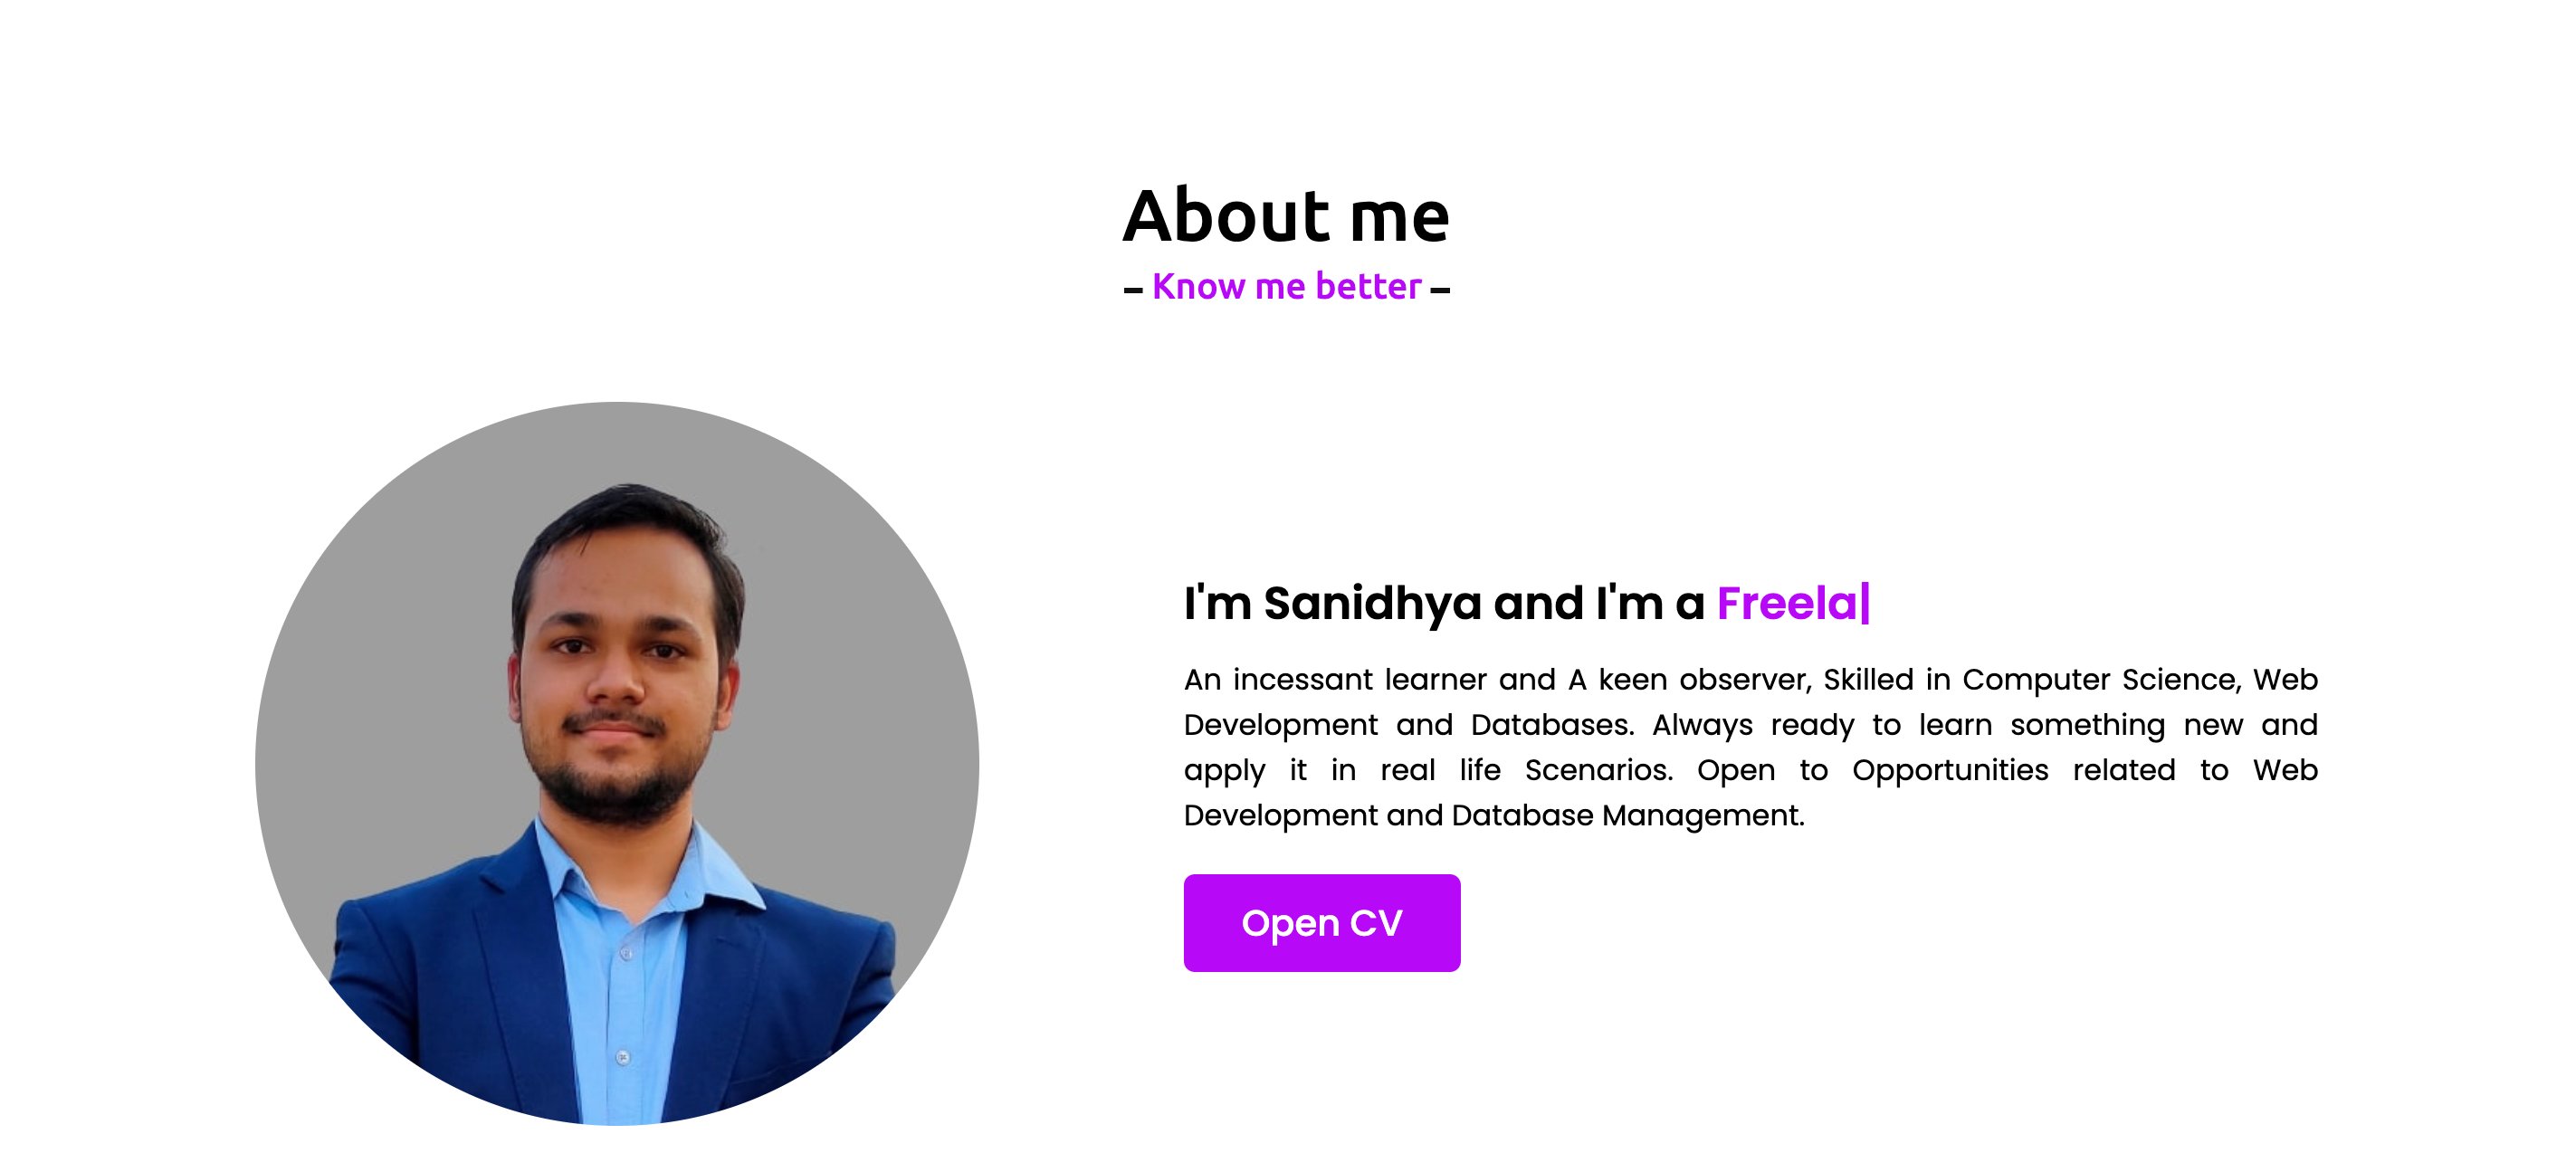 About me
– Know me better –
I'm Sanidhya and I'm a Freela|
An incessant learner and A keen observer, Skilled in Computer Science, Web
Development and Databases. Always ready to learn something new and
apply it in real life Scenarios. Open to Opportunities related to Web
Development and Database Management.
Open CV